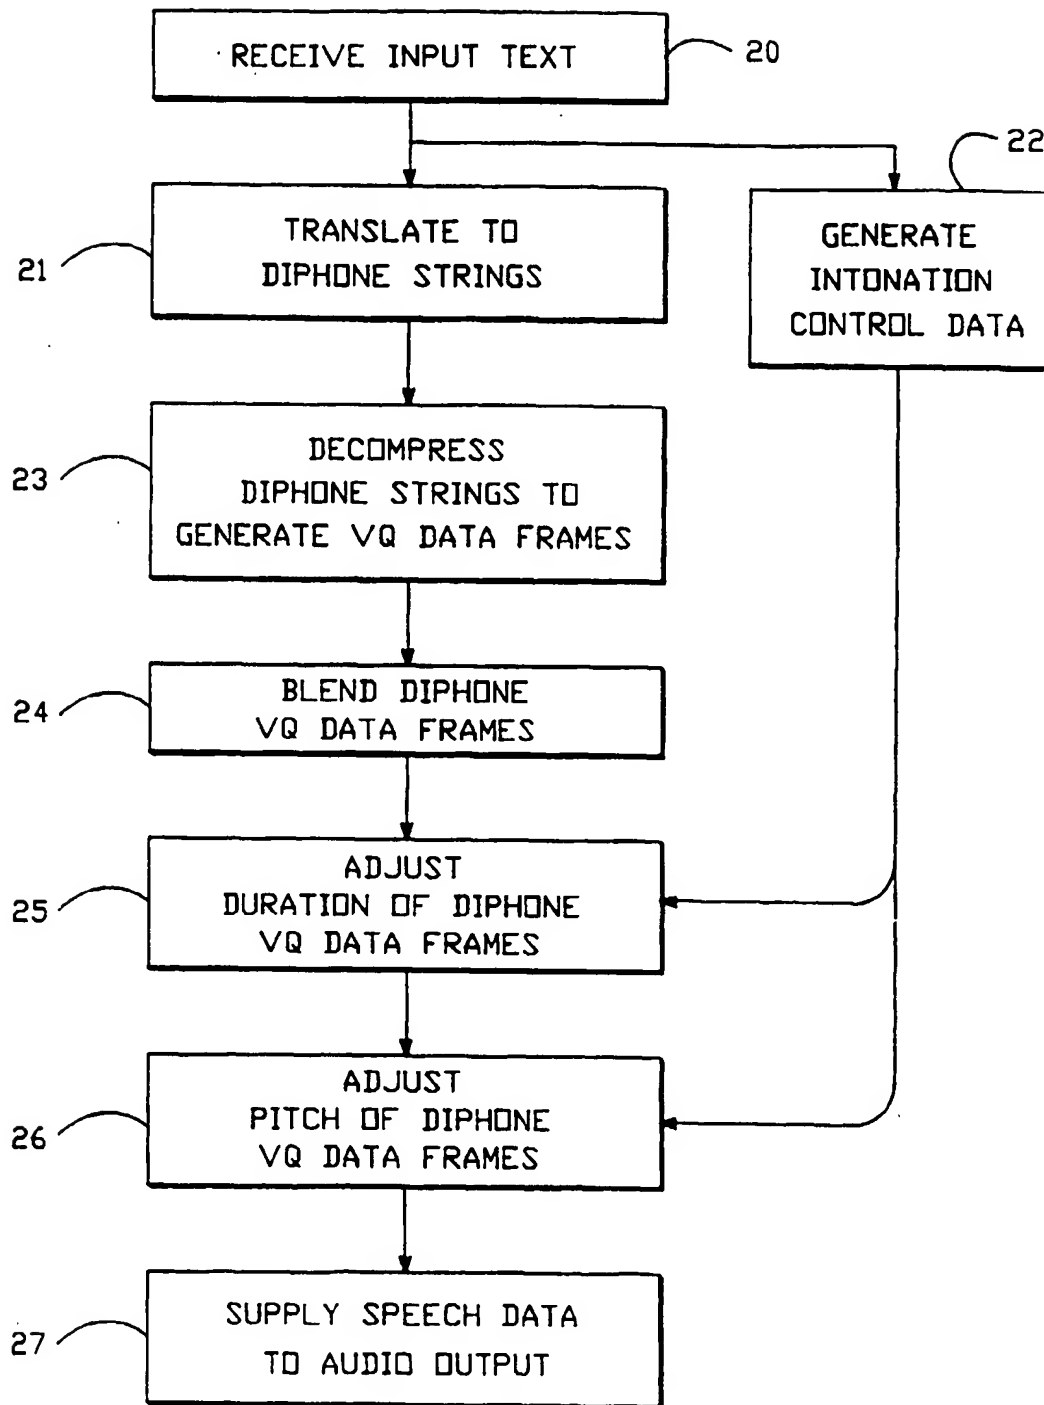 RECEIVE INPUT TEXT
20
22
TRANSLATE TO
DIPHONE STRINGS
21
GENERATE
INTONATION
CONTROL DATA
DECOMPRESS
DIPHONE STRINGS TO
GENERATE VQ DATA FRAMES
23
BLEND DIPHONE
VQ DATA FRAMES
24
ADJUST
DURATION OF DIPHONE
VQ DATA FRAMES
25
ADJUST
PITCH OF DIPHONE
VQ DATA FRAMES
26
SUPPLY SPEECH DATA
TO AUDIO OUTPUT
27